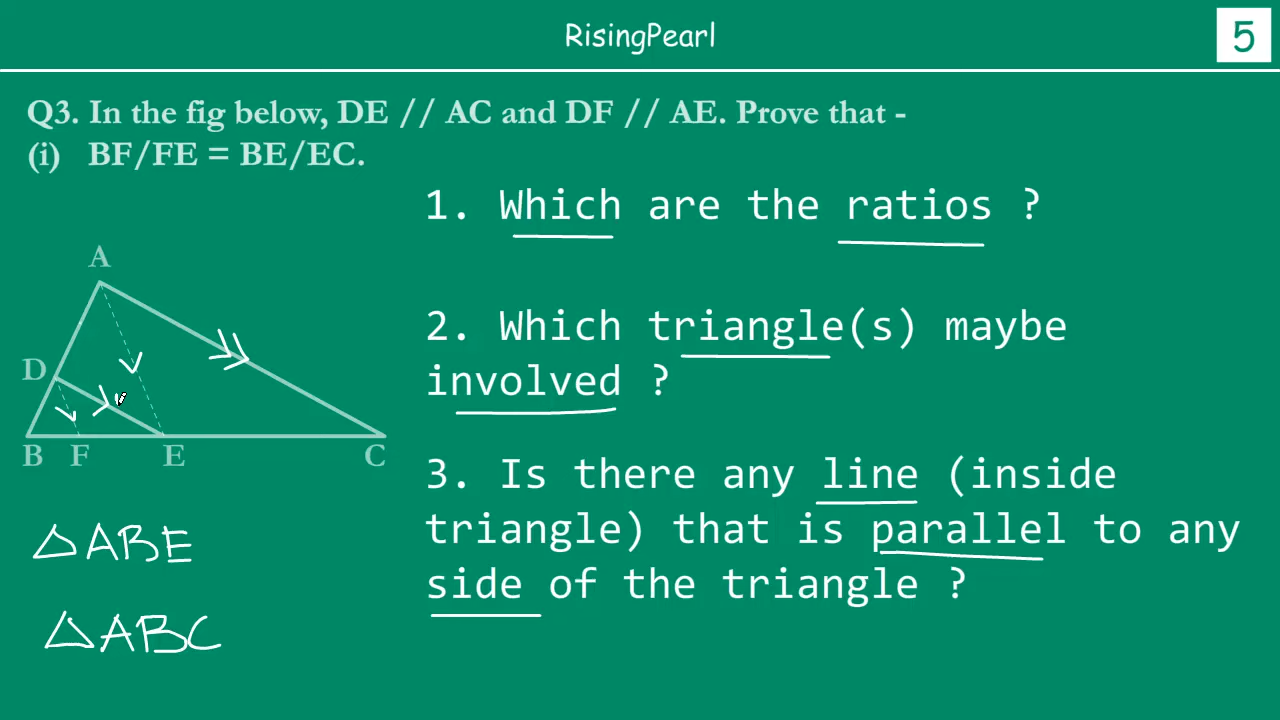 RisingPearl
5
Q3. In the fig below, DE // AC and DF // AE. Prove that -
(i) BF/FE = BE/EC.
1. Which are the ratios ?
A
2. Which triangle(s) maybe
involved ?
D
B F E C
3. Is there any line (inside
triangle) that is parallel to any
side of the triangle ?
△ABE
△ABC